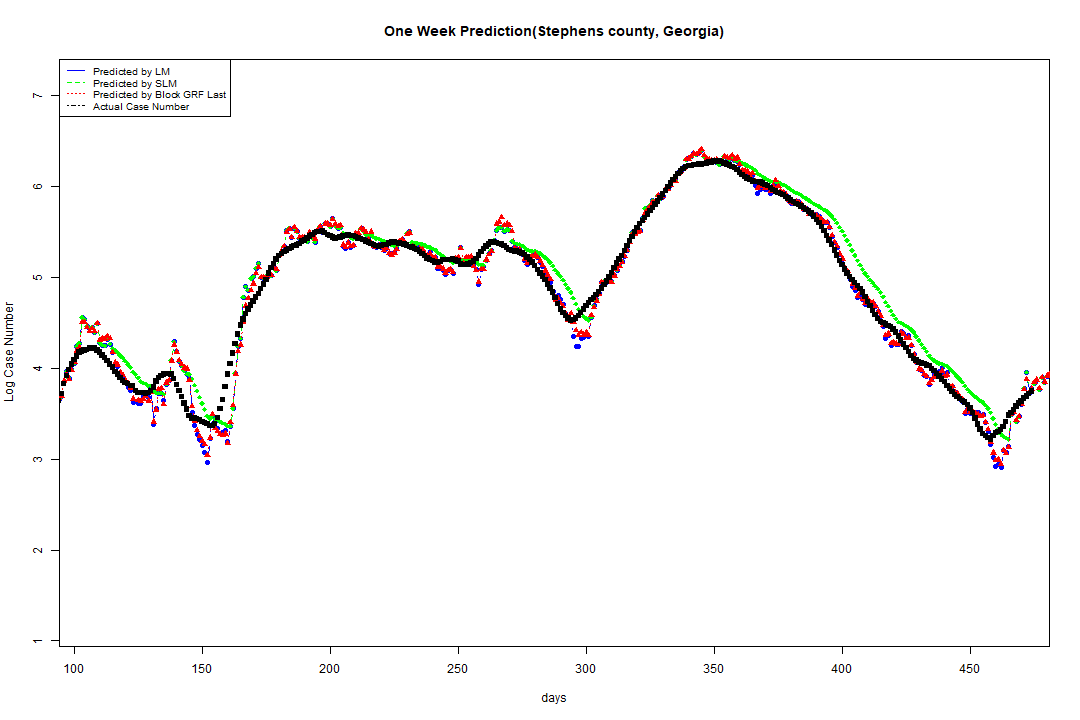 One Week Prediction(Stephens county, Georgia)
Predicted by LM
Predicted by SLM
Predicted by Block GRF Last
Actual Case Number
7
6
5
4
3
2
1
Log Case Number
100 150 200 250 300 350 400 450
days